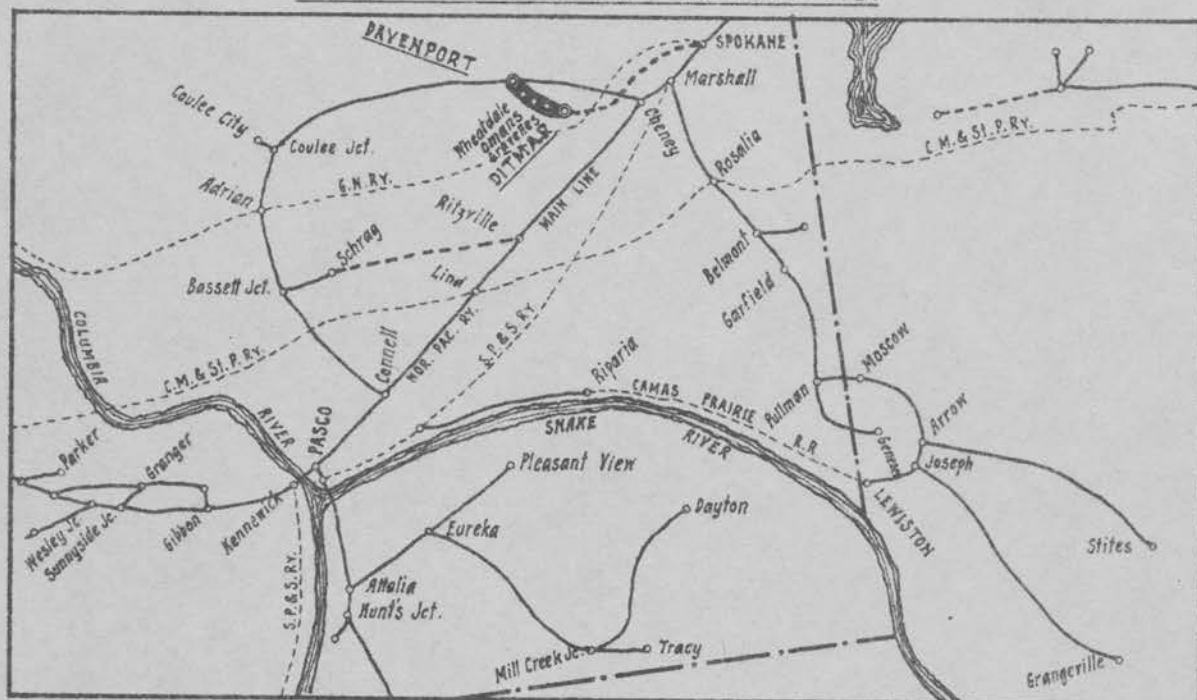 DAVENPORT
SPOKANE
Marshall
Coulee City
Coulee Jct.
Wheatdale
Omans
Gravelles
DITMAR
Cheney
C.M. & St. P. RY.
Adrian
G.N. RY.
Rosalia
Ritzville
MAIN LINE
Schrag
Bassett Jct.
Lind
Belmont
Garfield
COLUMBIA
RIVER
NOR. PAC. RY.
S.P. & S. RY.
C.M. & St. P. RY.
Connell
Riparia
CAMAS PRAIRIE R.R.
Pullman
Moscow
Arrow
Joseph
Genesee
PASCO
SNAKE
RIVER
Parker
Granger
Pleasant View
Dayton
LEWISTON
Wesley Jc.
Sunnyside Jc.
Gibbon
Kennewick
Eureka
Stites
S.P. & S. RY.
Attalia
Hunt's Jct.
Mill Creek Jc.
Tracy
Grangeville